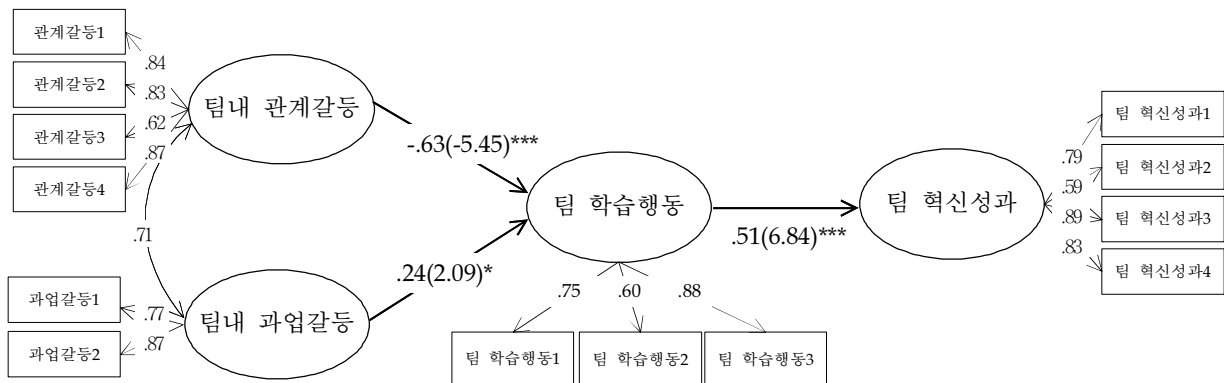 관계갈등1
관계갈등2
관계갈등3
관계갈등4
.84
.83
.62
.87
팀내 관계갈등
-.63(-5.45)***
.71
과업갈등1
과업갈등2
.77
.87
팀내 과업갈등
.24(2.09)*
팀 학습행동
.75 .60 .88
팀 학습행동1 팀 학습행동2 팀 학습행동3
.51(6.84)***
팀 혁신성과
.79
.59
.89
.83
팀 혁신성과1
팀 혁신성과2
팀 혁신성과3
팀 혁신성과4